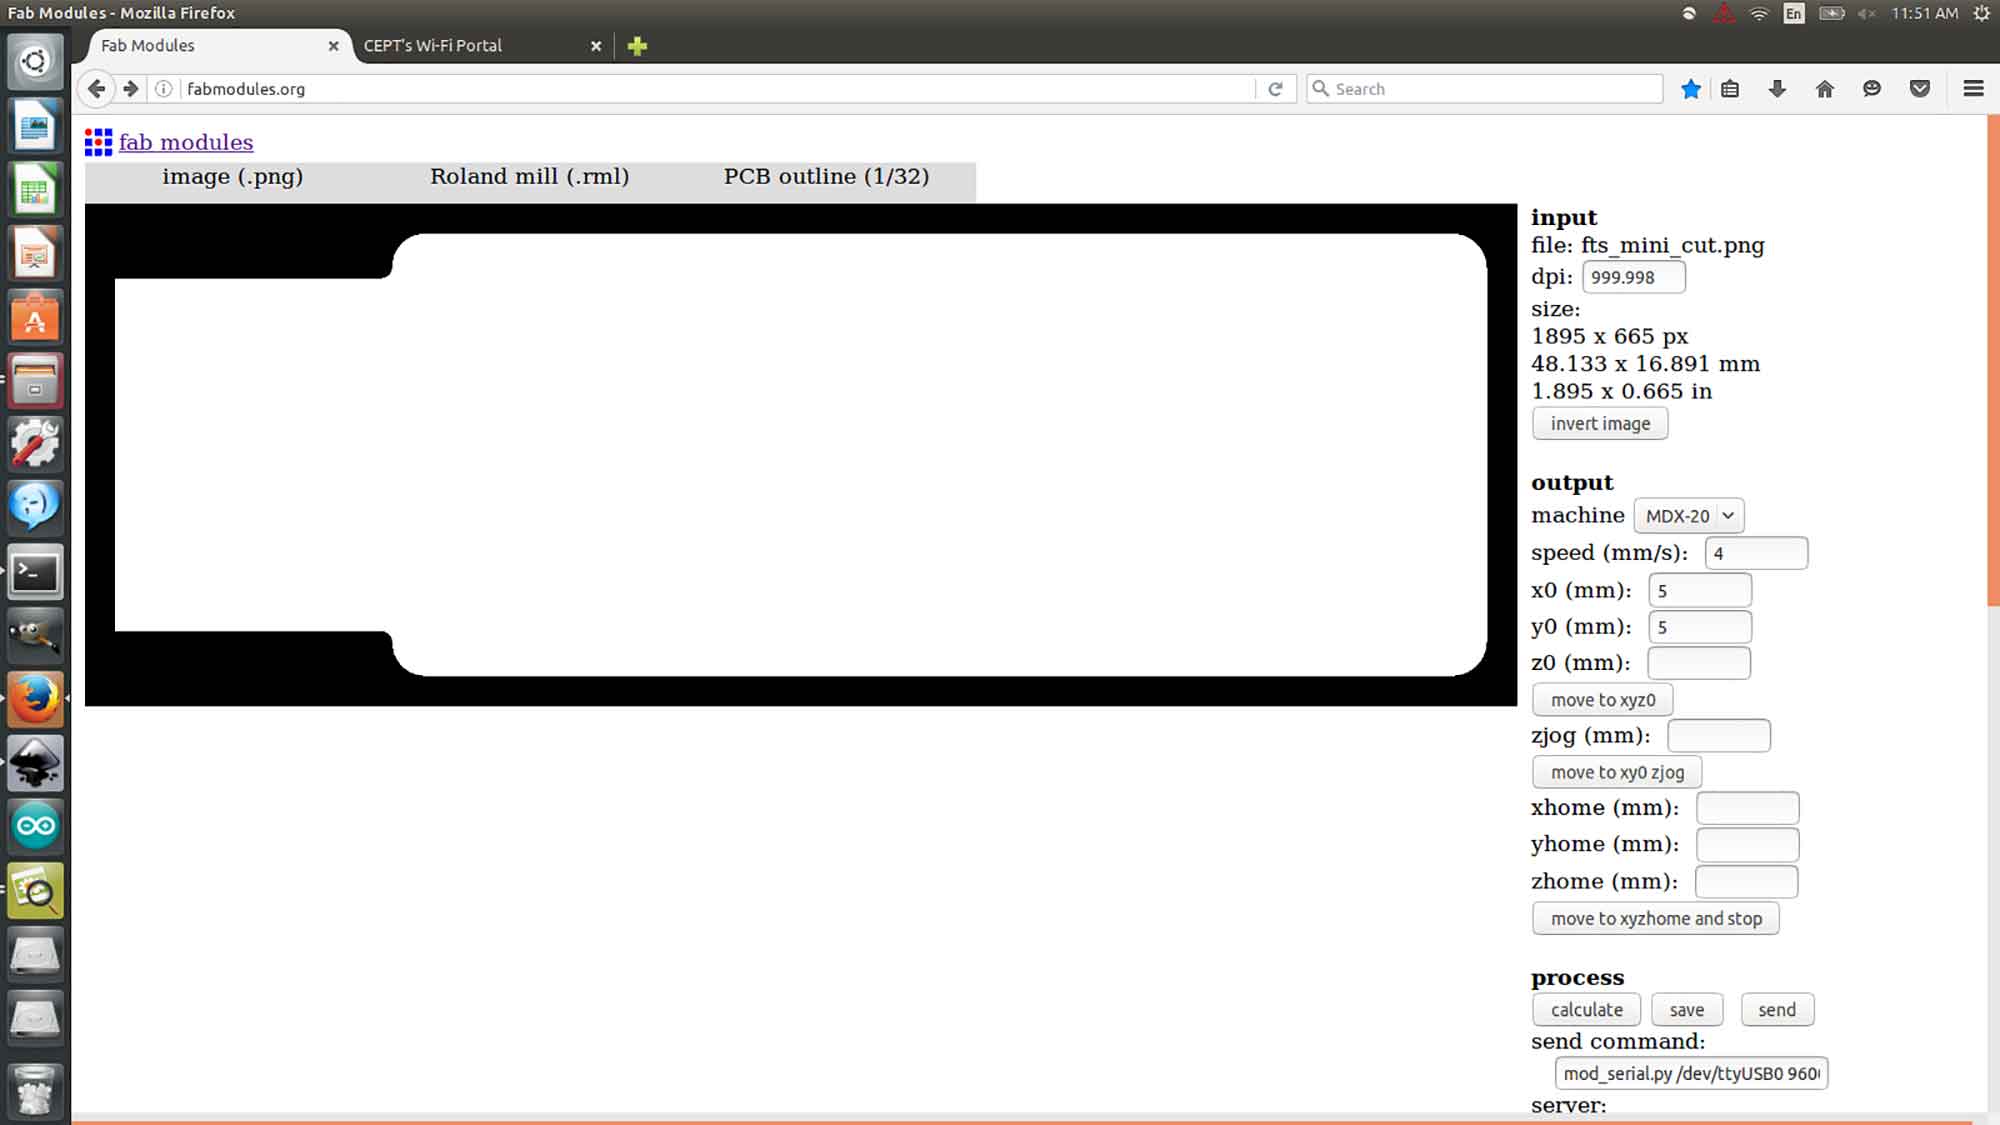 Fab Modules - Mozilla Firefox
En
11:51 AM
Fab Modules
CEPT's Wi-Fi Portal
fabmodules.org
Search
fab modules
image (.png)
Roland mill (.rml)
PCB outline (1/32)
input
file: fts_mini_cut.png
dpi: 999.998
size:
1895 x 665 px
48.133 x 16.891 mm
1.895 x 0.665 in
invert image
output
machine MDX-20
speed (mm/s): 4
x0 (mm): 5
y0 (mm): 5
z0 (mm):
move to xyz0
zjog (mm):
move to xy0 zjog
xhome (mm):
yhome (mm):
zhome (mm):
move to xyzhome and stop
process
calculate save send
send command:
mod_serial.py /dev/ttyUSB0 960
server: